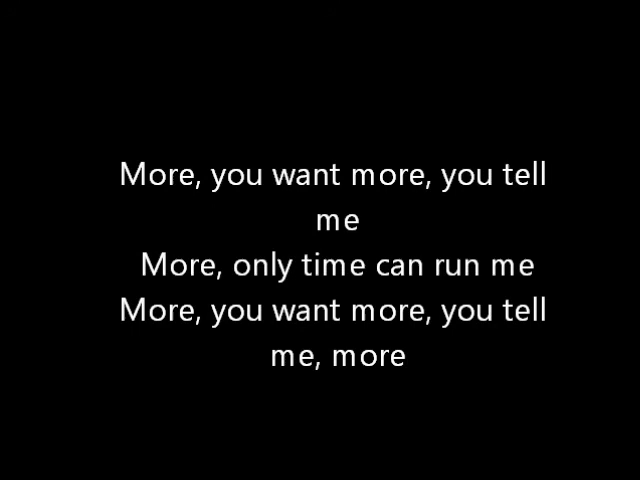 More, you want more, you tell
me
More, only time can run me
More, you want more, you tell
me, more